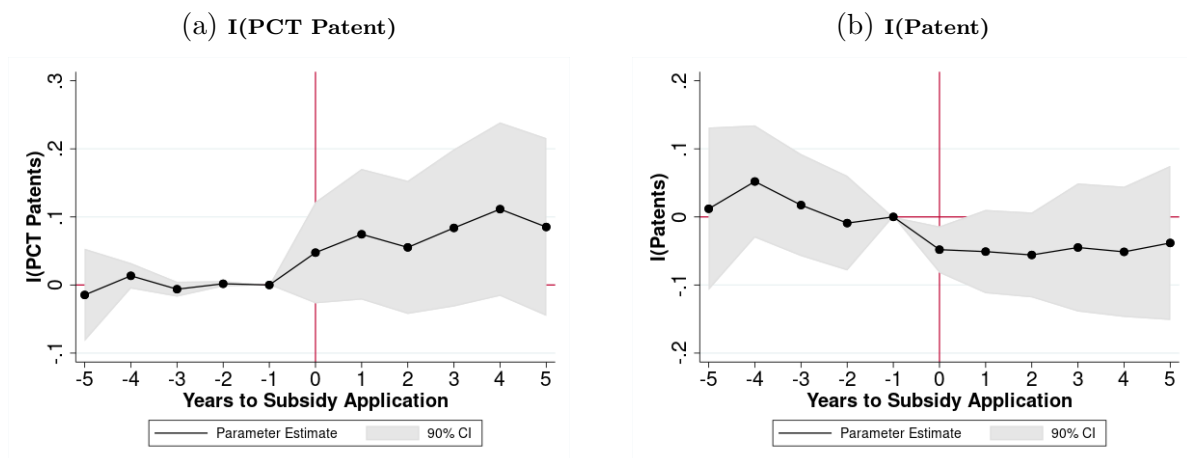 (a) I(PCT Patent)
I(PCT Patents)
.3
.2
.1
0
-.1
-5 -4 -3 -2 -1 0 1 2 3 4 5
Years to Subsidy Application
Parameter Estimate 90% CI
(b) I(Patent)
I(Patents)
.2
.1
0
-.1
-.2
-5 -4 -3 -2 -1 0 1 2 3 4 5
Years to Subsidy Application
Parameter Estimate 90% CI